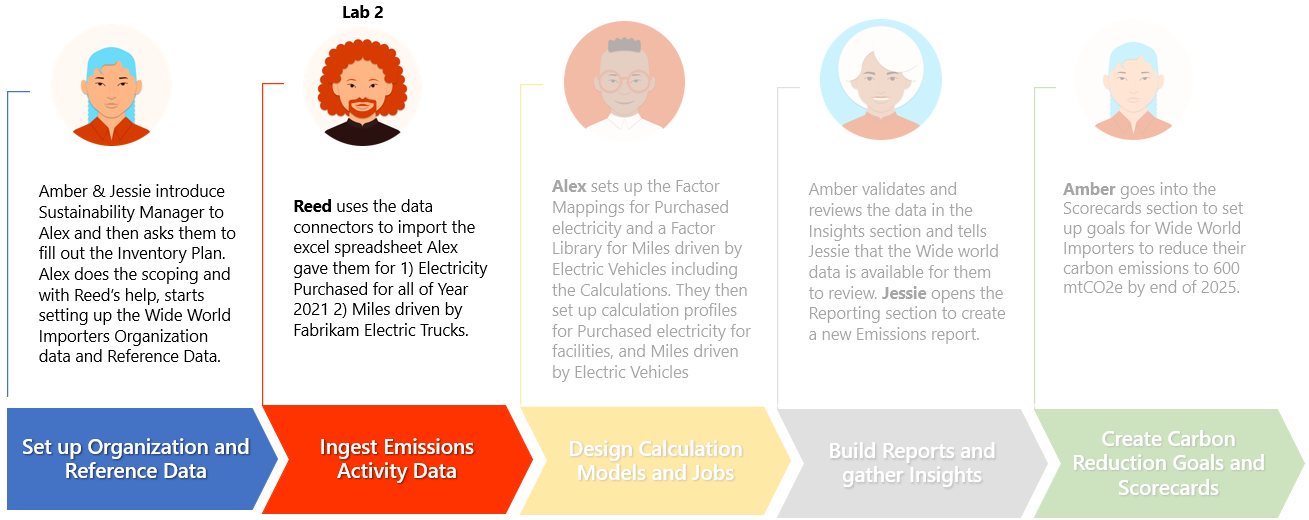 Lab 2
Amber & Jessie introduce
Sustainability Manager to
Alex and then asks them to
fill out the Inventory Plan.
Alex does the scoping and
with Reed's help, starts
setting up the Wide World
Importers Organization
data and Reference Data.
Reed uses the data
connectors to import the
excel spreadsheet Alex
gave them for 1) Electricity
Purchased for all of Year
2021 2) Miles driven by
Fabrikam Electric Trucks.
Alex sets up the Factor
Mappings for Purchased
electricity and a Factor
Library for Miles driven by
Electric Vehicles including
the Calculations. They then
set up calculation profiles
for Purchased electricity for
facilities, and Miles driven
by Electric Vehicles
Amber validates and
reviews the data in the
Insights section and tells
Jessie that the Wide world
data is available for them
to review. Jessie opens the
Reporting section to create
a new Emissions report.
Amber goes into the
Scorecards section to set
up goals for Wide World
Importers to reduce their
carbon emissions to 600
mtCO2e by end of 2025.
Set up Organization and
Reference Data
Ingest Emissions
Activity Data
Design Calculation
Models and Jobs
Build Reports and
gather Insights
Create Carbon
Reduction Goals and
Scorecards